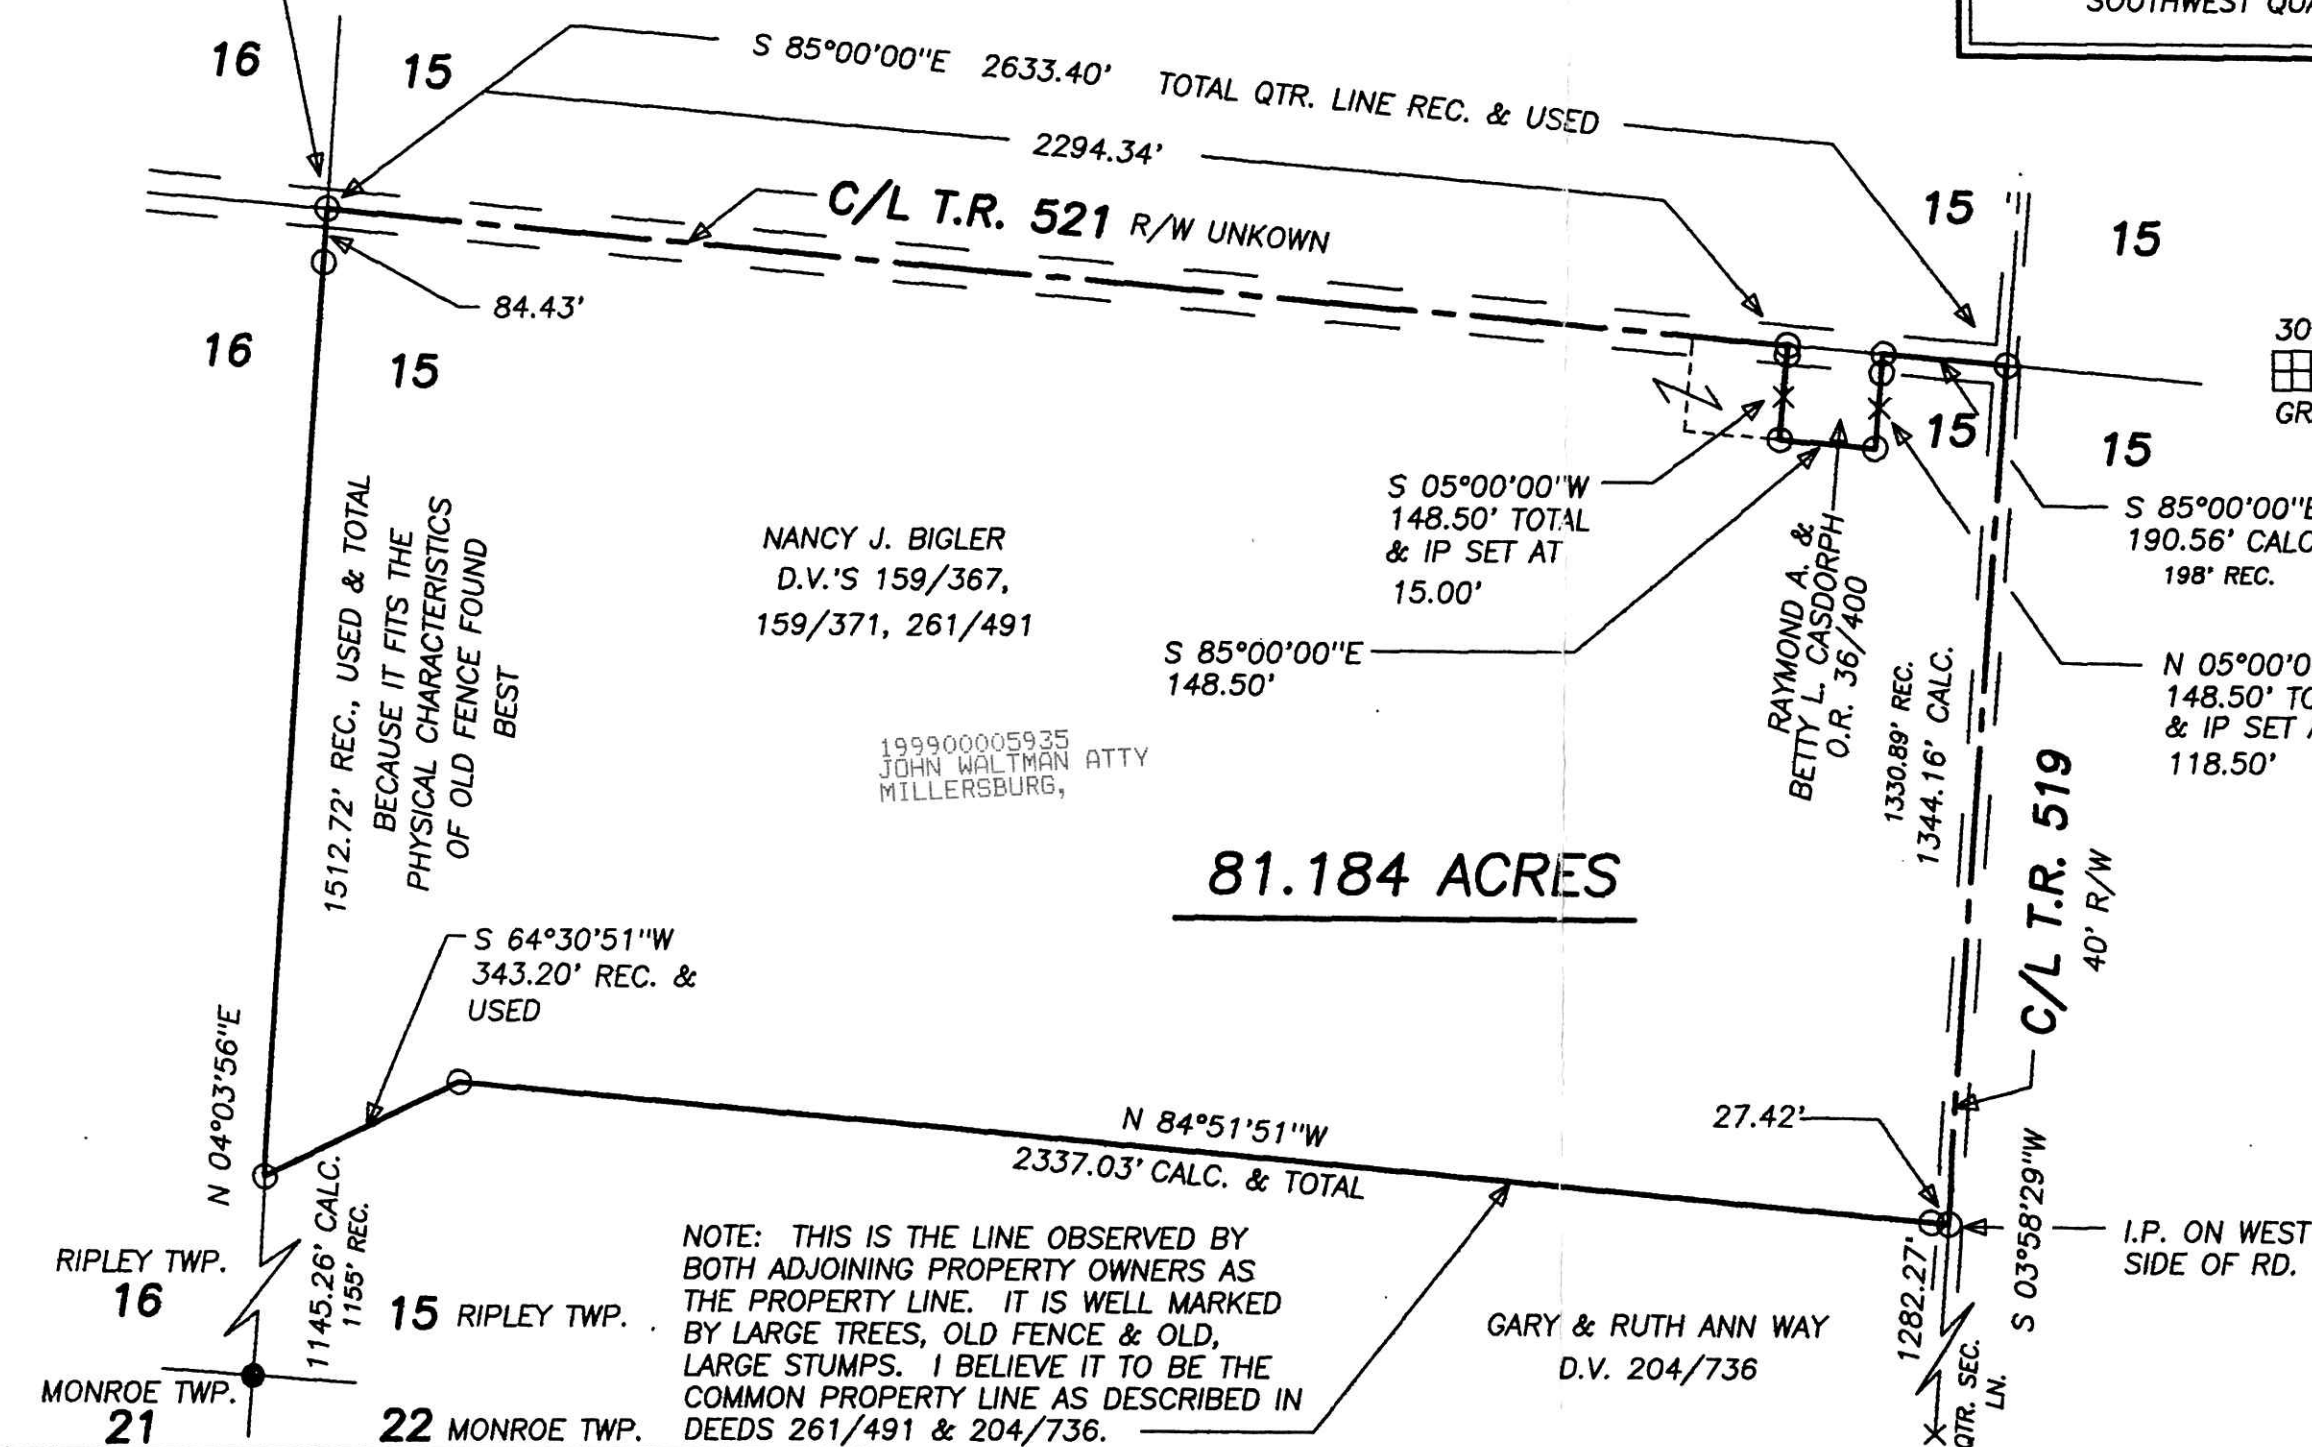 SOUTHWEST
16
15
S 85°00'00"E 2633.40' TOTAL QTR. LINE REC. & USED
2294.34'
C/L T.R. 521 R/W UNKOWN
15
15
84.43'
16
15
15
15
S 05°00'00"W
148.50' TOTAL
& IP SET AT
15.00'
S 85°00'00"E
148.50'
RAYMOND A. &
BETTY L. CASDORPH
O.R. 36/400
S 85°00'00"E
190.56' CALC
198' REC.
N 05°00'0
148.50'
& IP SET
118.50'
NANCY J. BIGLER
D.V.'S 159/367,
159/371, 261/491
1512.72' REC., USED & TOTAL
BECAUSE IT FITS THE
PHYSICAL CHARACTERISTICS
OF OLD FENCE FOUND
BEST
199900005935
JOHN WALTMAN ATTY
MILLERSBURG,
1330.89' REC.
1344.16' CALC.
C/L T.R. 519
40' R/W
81.184 ACRES
S 64°30'51"W
343.20' REC. &
USED
N 04°03'56"E
N 84°51'51"W
2337.03' CALC. & TOTAL
27.42'
S 03°58'29"W
I.P. ON WEST
SIDE OF RD.
1282.27'
QTR. SEC.
LN.
1145.26' CALC.
1155' REC.
RIPLEY TWP.
16
15 RIPLEY TWP.
MONROE TWP.
21
22 MONROE TWP.
NOTE: THIS IS THE LINE OBSERVED BY
BOTH ADJOINING PROPERTY OWNERS AS
THE PROPERTY LINE. IT IS WELL MARKED
BY LARGE TREES, OLD FENCE & OLD,
LARGE STUMPS. I BELIEVE IT TO BE THE
COMMON PROPERTY LINE AS DESCRIBED IN
DEEDS 261/491 & 204/736.
GARY & RUTH ANN WAY
D.V. 204/736